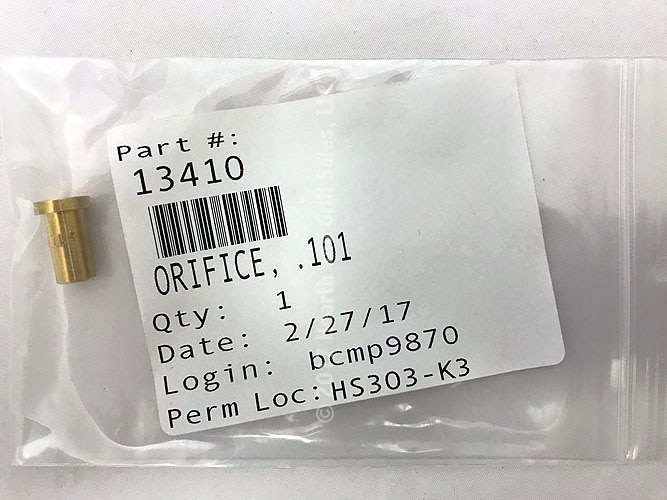 Part #:
13410
ORIFICE, .101
Qty: 1
Date: 2/27/17
Login: bcmp9870
Perm Loc: HS303-K3